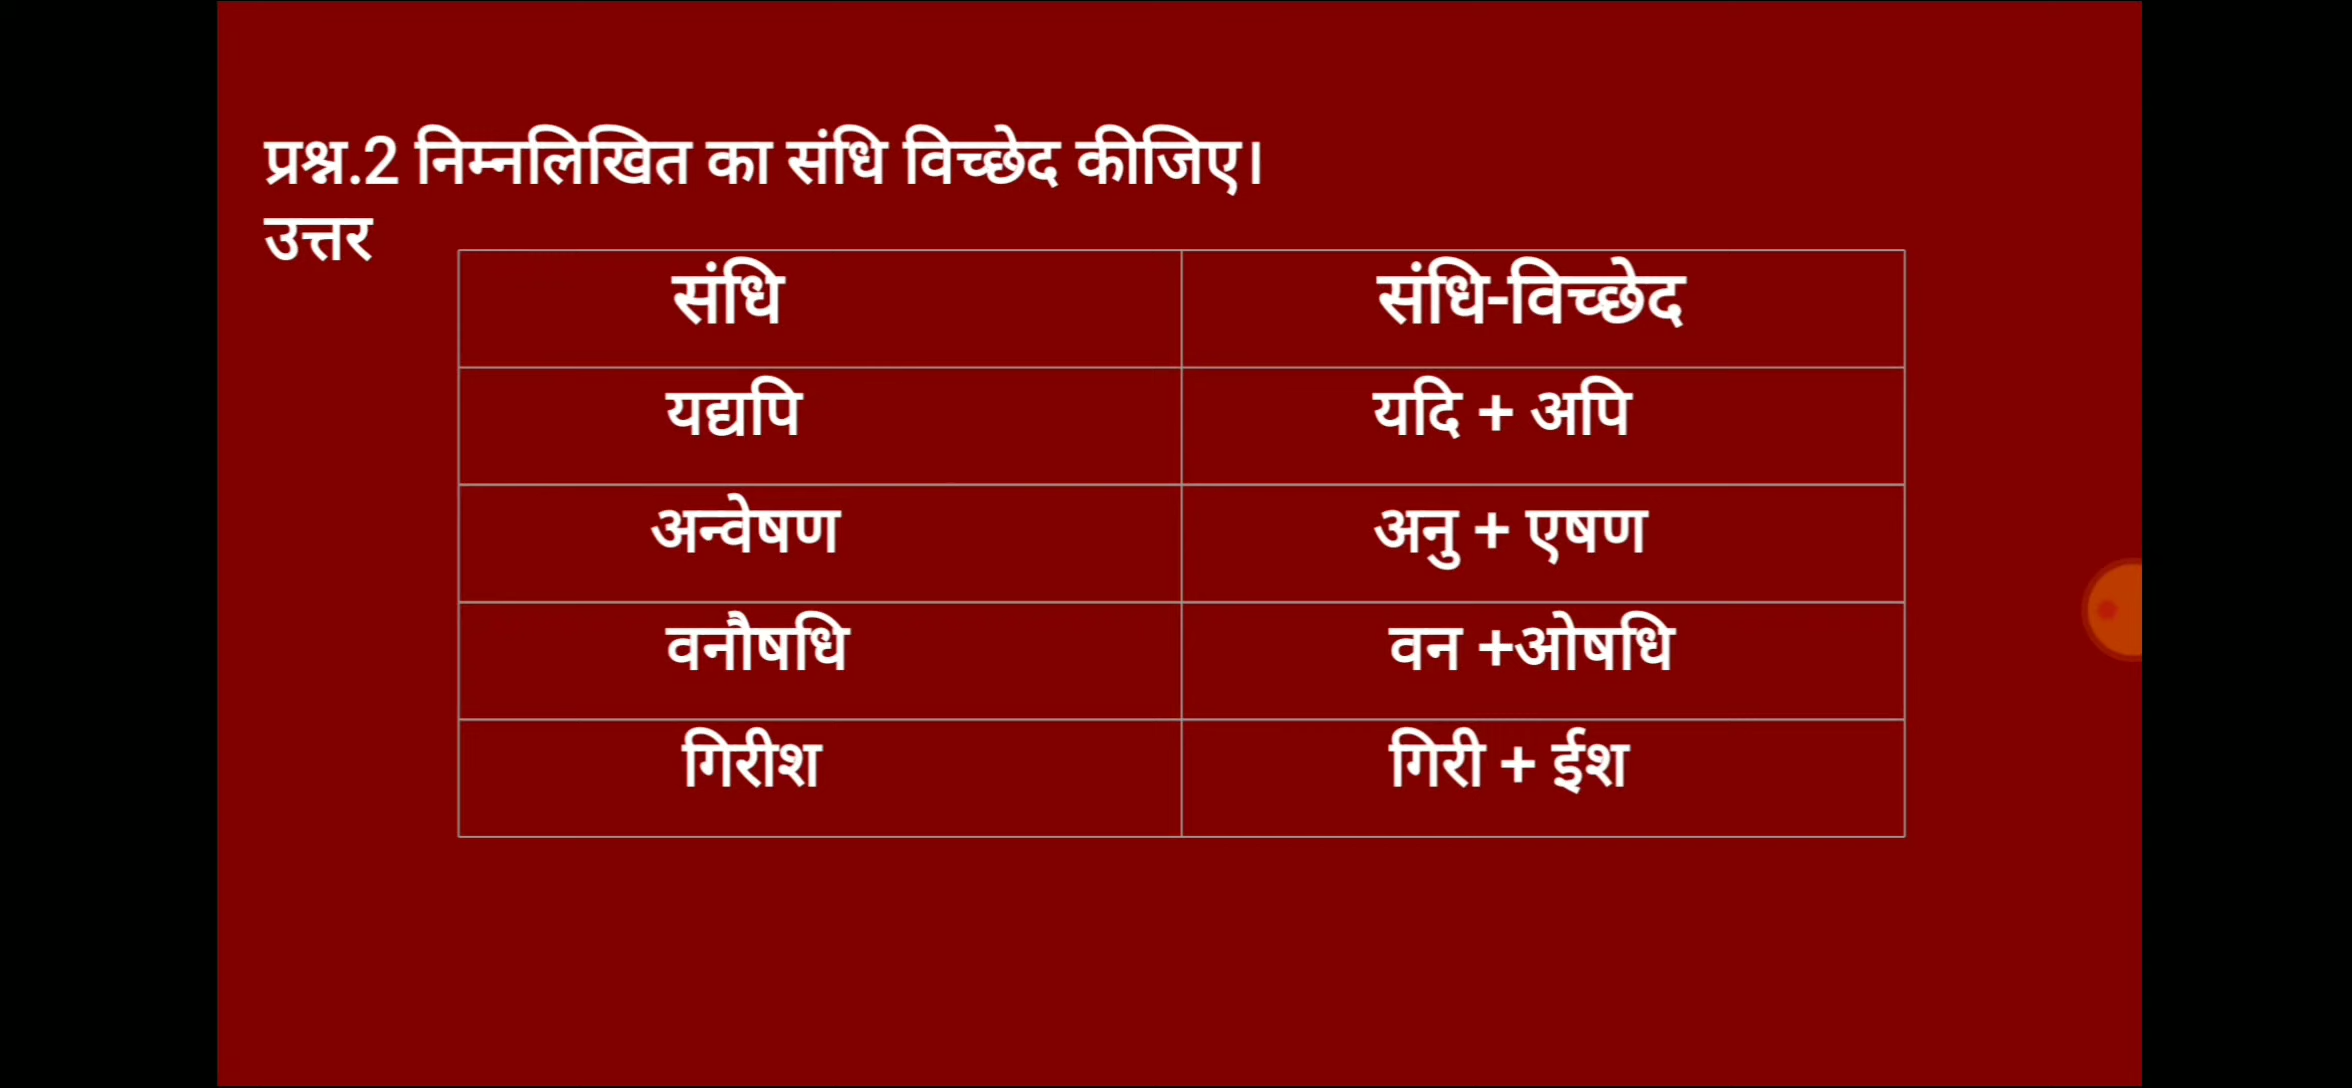 प्रश्न.2 निम्नलिखित का संधि विच्छेद कीजिए।
उत्तर
संधि संधि-विच्छेद
यद्यपि यदि + अपि
अन्वेषण अनु + एषण
वनौषधि वन +ओषधि
गिरीश गिरी + ईश